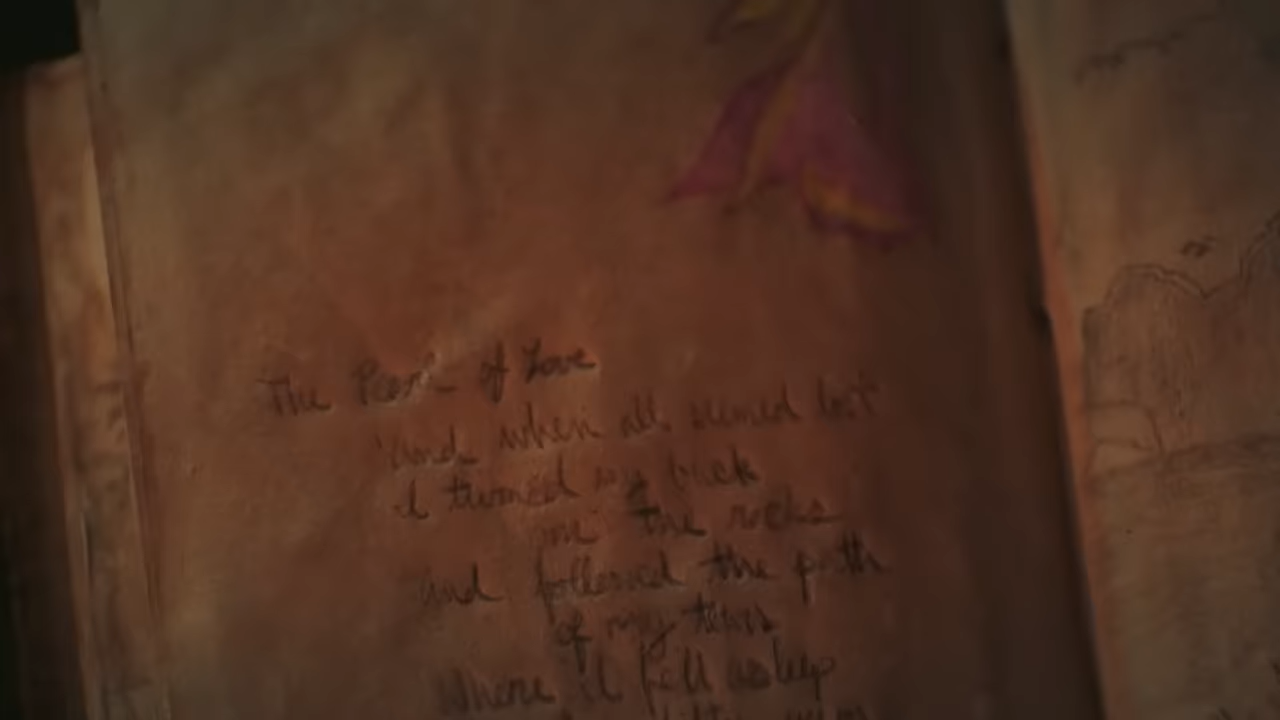 The of Love
And when all seemed lost
I turned my back
on the rocks
And followed the path
of my tears
Where I fell asleep